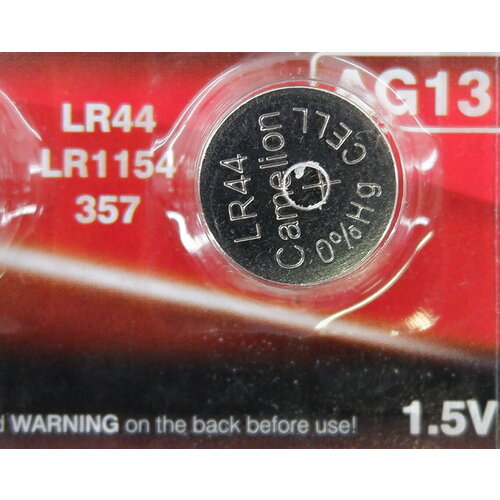 AG13
LR44
LR1154
357
LR44
Camelion
CELL
0%Hg
+
WARNING on the back before use!
1.5V